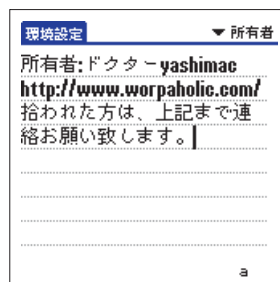 環境設定
▼ 所有者
所有者:ドクターyashimac
http://www.worpaholic.com/
拾われた方は、上記まで連
絡お願い致します。
a